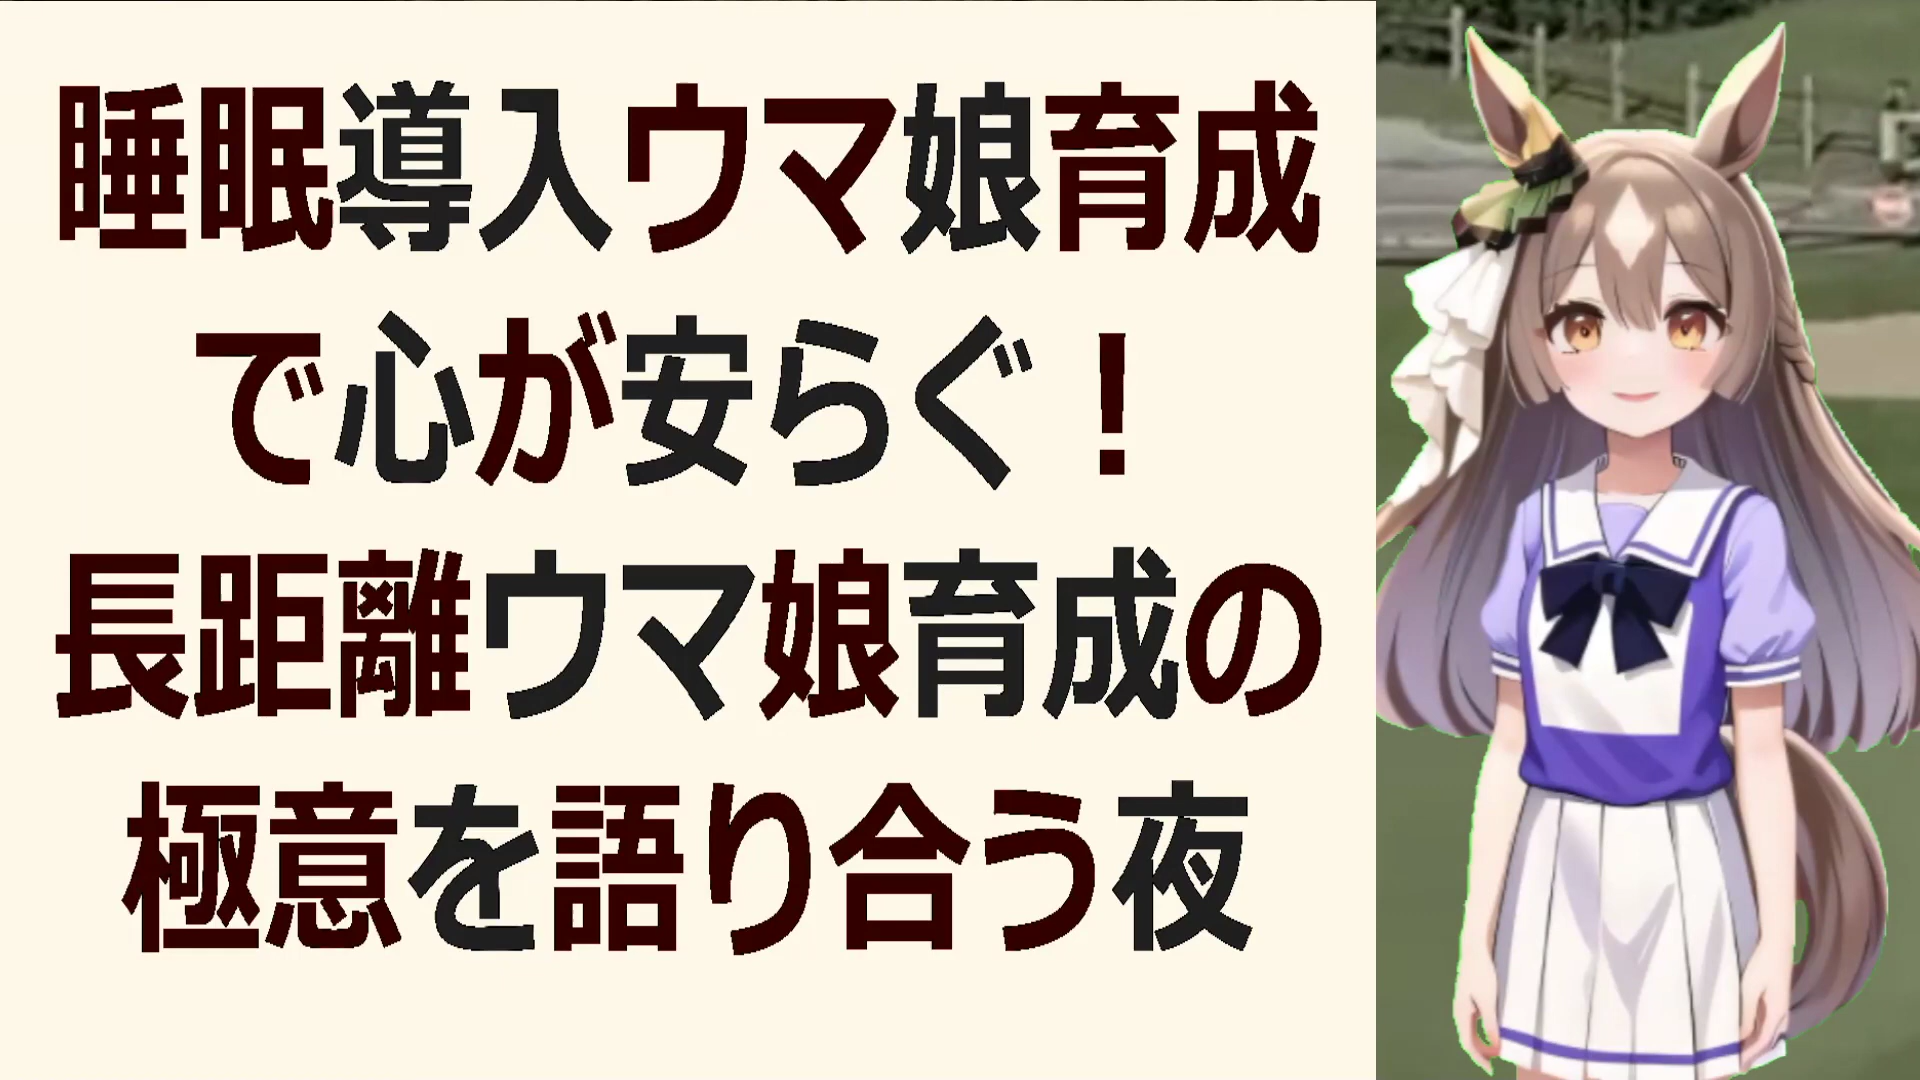 睡眠導入ウマ娘育成
で心が安らぐ！
長距離ウマ娘育成の
極意を語り合う夜